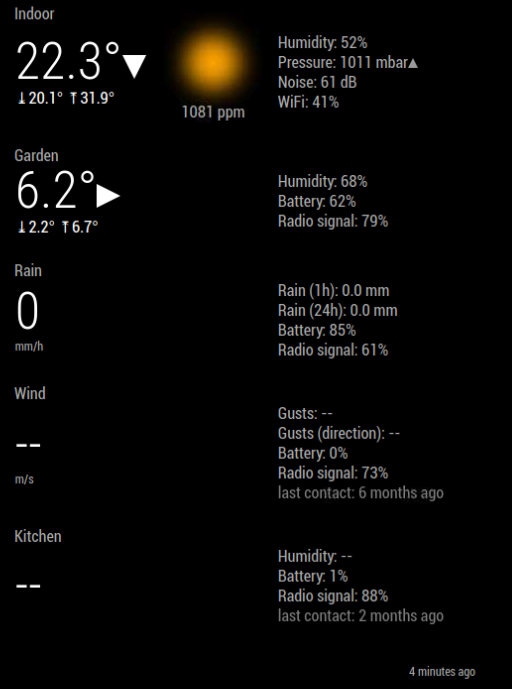 Indoor
22.3°▼
⤓20.1° ⤒31.9°
1081 ppm
Humidity: 52%
Pressure: 1011 mbar▲
Noise: 61 dB
WiFi: 41%
Garden
6.2°▶
⤓2.2° ⤒6.7°
Humidity: 68%
Battery: 62%
Radio signal: 79%
Rain
0
mm/h
Rain (1h): 0.0 mm
Rain (24h): 0.0 mm
Battery: 85%
Radio signal: 61%
Wind
--
m/s
Gusts: --
Gusts (direction): --
Battery: 0%
Radio signal: 73%
last contact: 6 months ago
Kitchen
--
Humidity: --
Battery: 1%
Radio signal: 88%
last contact: 2 months ago
4 minutes ago